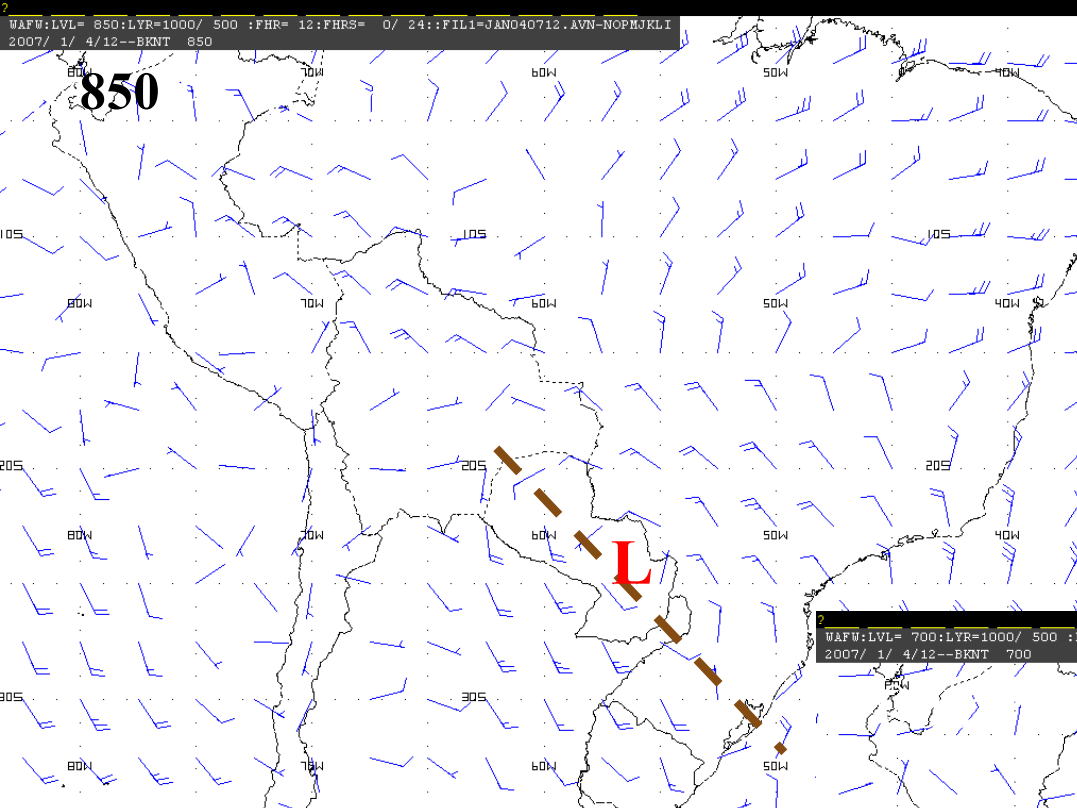 ?
WAFW:LVL= 850:LYR=1000/ 500 :FHR= 12:FHRS= 0/ 24::FIL1=JAN040712.AVN-NOPMJKLI
2007/ 1/ 4/12--BKNT 850
80W 70W 60W 50W 40W
850
10S 10S 10S
80W 70W 60W 50W 40W
20S 20S 20S
80W 70W 60W 50W 40W
L
?
WAFW:LVL= 700:LYR=1000/ 500 :
2007/ 1/ 4/12--BKNT 700
30S 30S
80W 70W 60W 50W